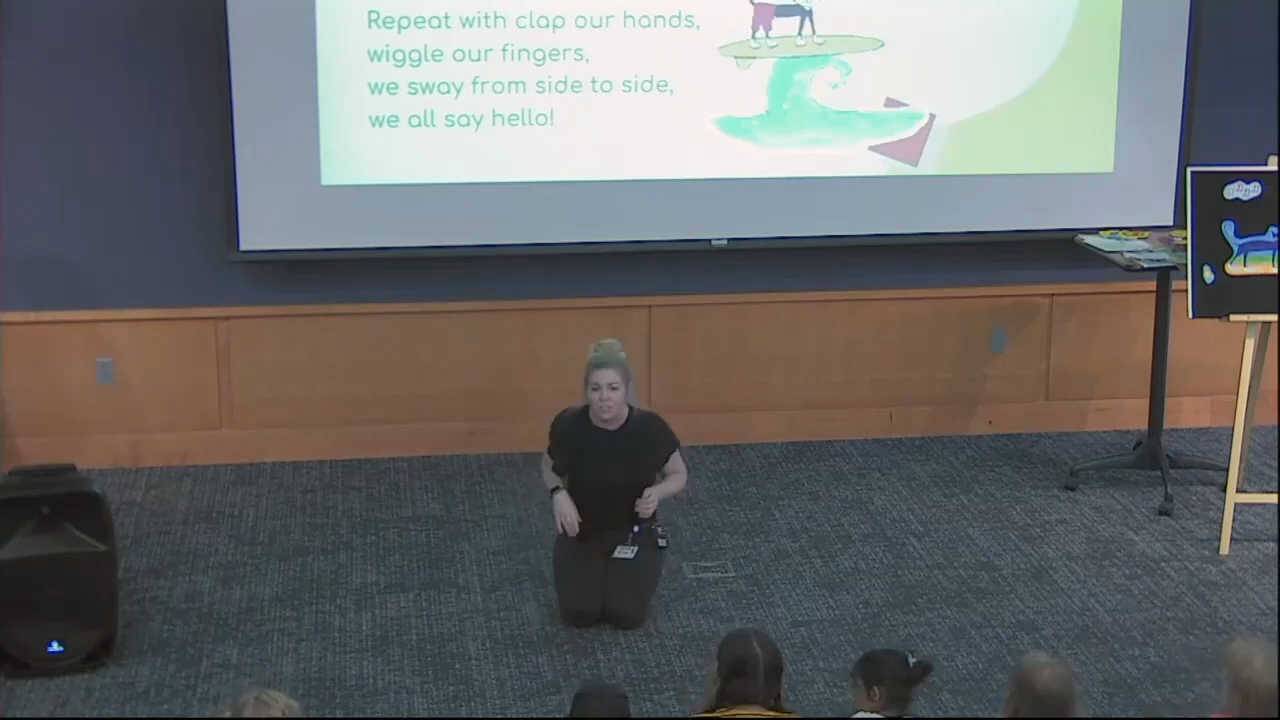 Repeat with clap our hands,
wiggle our fingers,
we sway from side to side,
we all say hello!